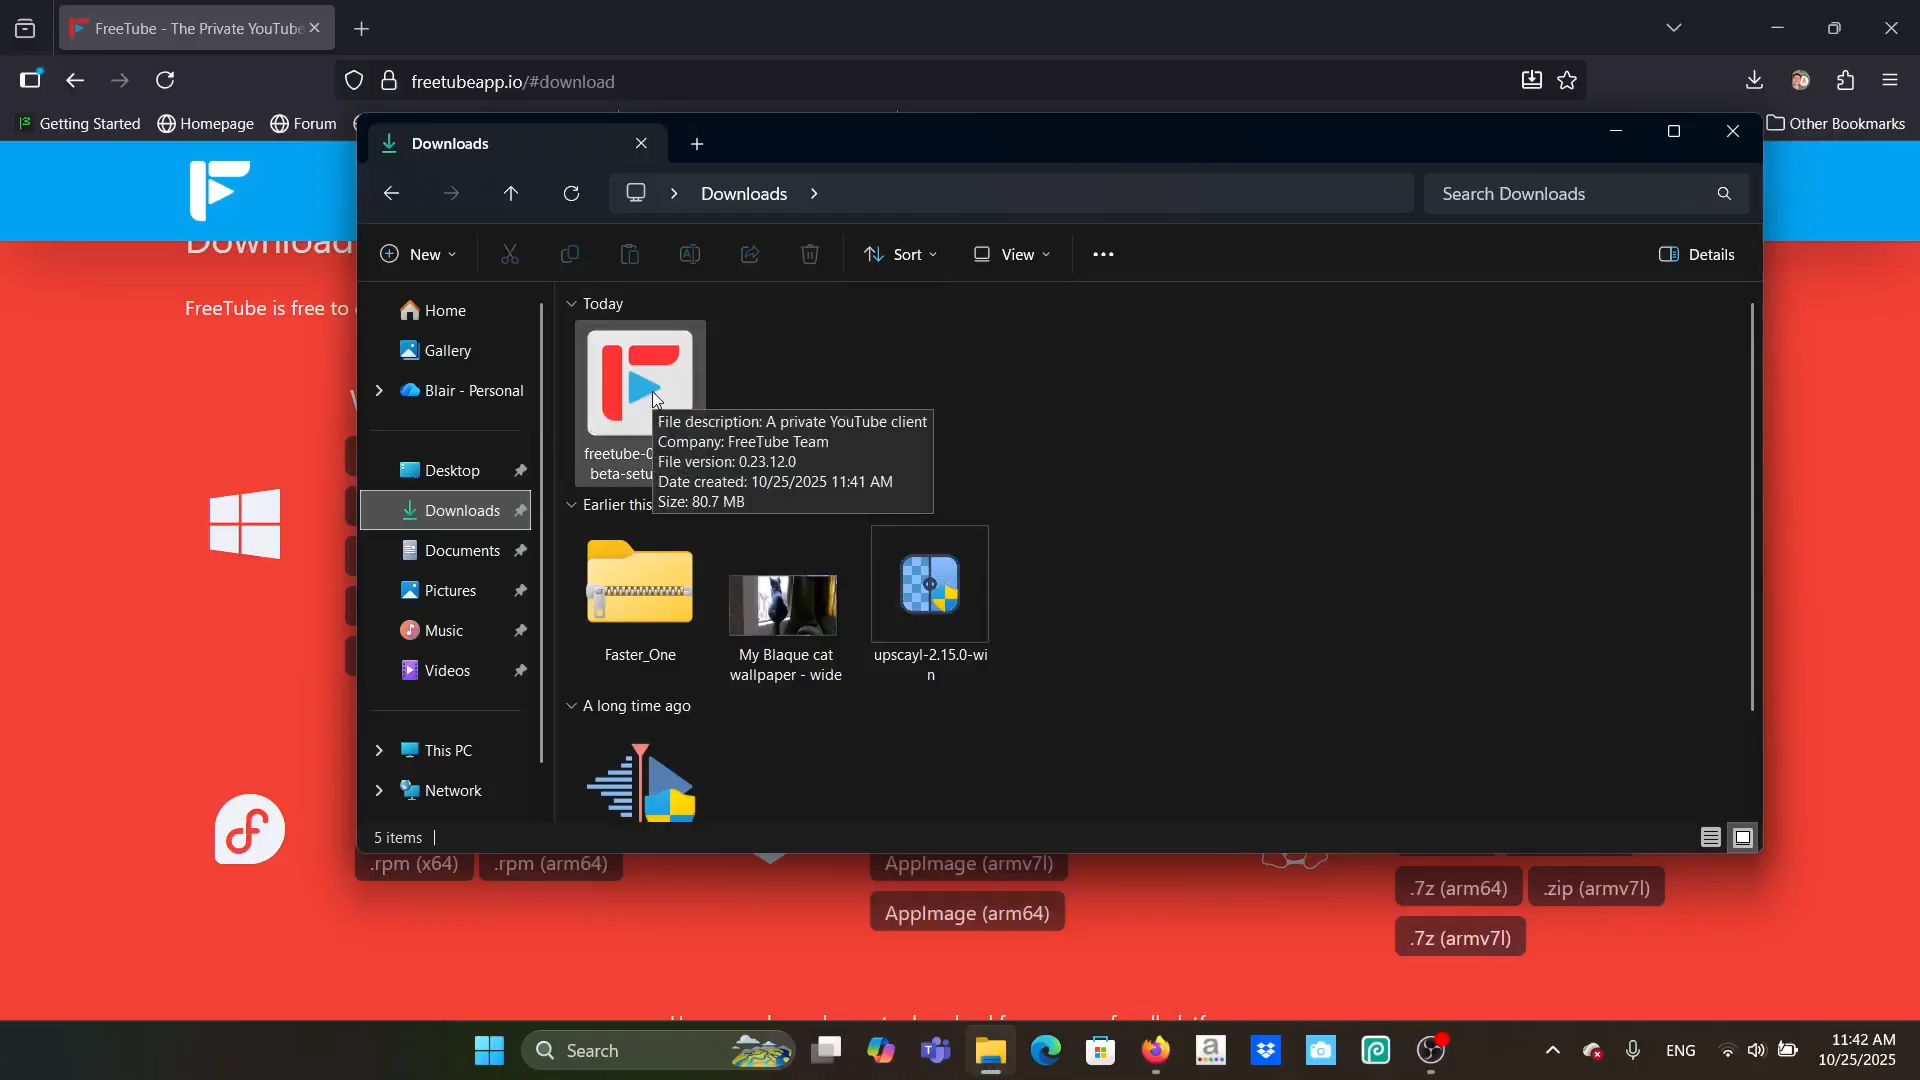 FreeTube - The Private YouTube
freetubeapp.io/#download
Getting Started
Homepage
Forum
Other Bookmarks
Downloads
Downloads
Search Downloads
New
Sort
View
Details
Download
FreeTube is free to
Home
Gallery
Blair - Personal
Desktop
Downloads
Documents
Pictures
Music
Videos
This PC
Network
Today
freetube-0
beta-setu
File description: A private YouTube client
Company: FreeTube Team
File version: 0.23.12.0
Date created: 10/25/2025 11:41 AM
Size: 80.7 MB
Earlier this
Faster_One
My Blaque cat
wallpaper - wide
upscayl-2.15.0-wi
n
A long time ago
5 items
.rpm (x64)
.rpm (arm64)
AppImage (armv7l)
AppImage (arm64)
.7z (arm64)
.zip (armv7l)
.7z (armv7l)
Search
ENG
11:42 AM
10/25/2025